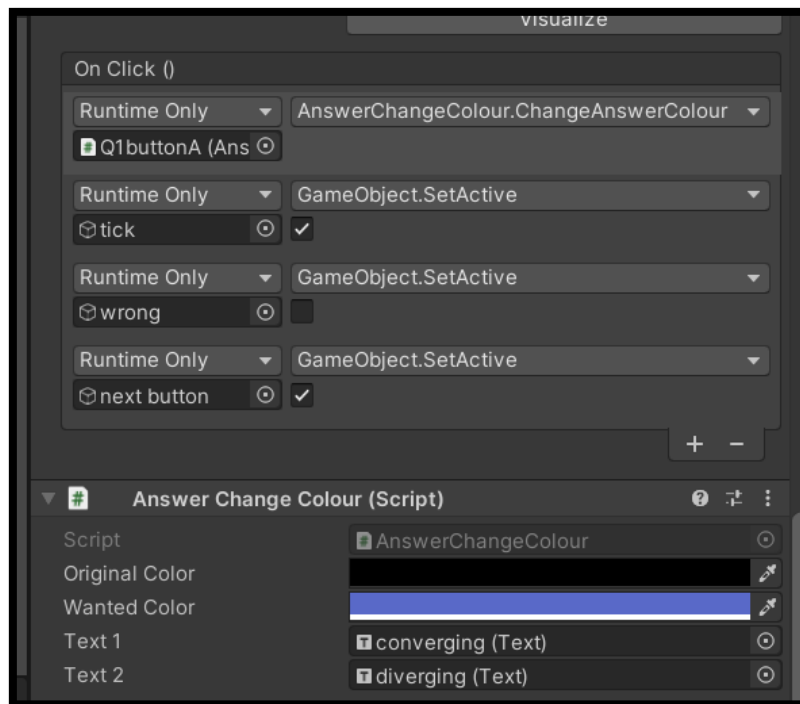 Visualize
On Click ()
Runtime Only AnswerChangeColour.ChangeAnswerColour
# Q1buttonA (Ans
Runtime Only GameObject.SetActive
tick
Runtime Only GameObject.SetActive
wrong
Runtime Only GameObject.SetActive
next button
+ −
# Answer Change Colour (Script)
Script # AnswerChangeColour
Original Color
Wanted Color
Text 1 T converging (Text)
Text 2 T diverging (Text)